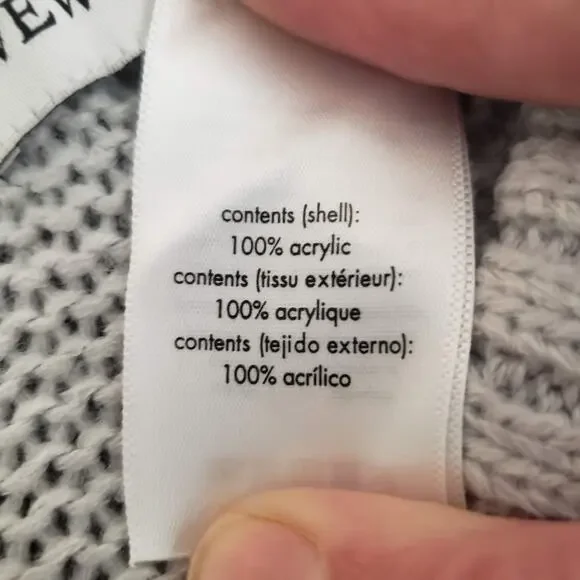 contents (shell):
100% acrylic
contents (tissu extérieur):
100% acrylique
contents (tejido externo):
100% acrílico